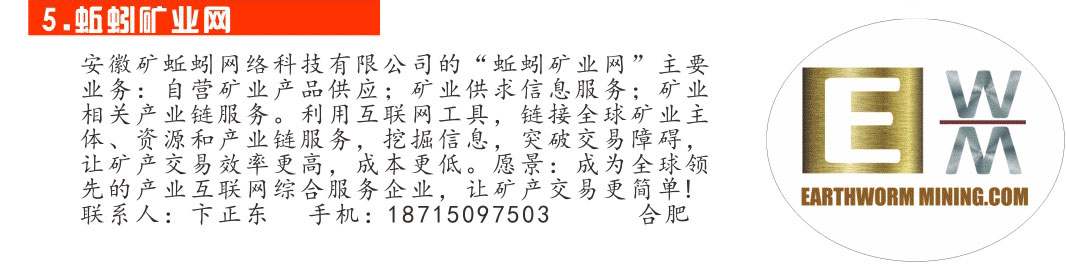 5.蚯蚓矿业网
安徽矿蚯蚓网络科技有限公司的“蚯蚓矿业网”主要
业务：自营矿业产品供应；矿业供求信息服务；矿业
相关产业链服务。利用互联网工具，链接全球矿业主
体、资源和产业链服务，挖掘信息，突破交易障碍，
让矿产交易效率更高，成本更低。愿景：成为全球领
先的产业互联网综合服务企业，让矿产交易更简单!
联系人：卞正东 手机：18715097503 合肥
E W M
EARTHWORM MINING.COM